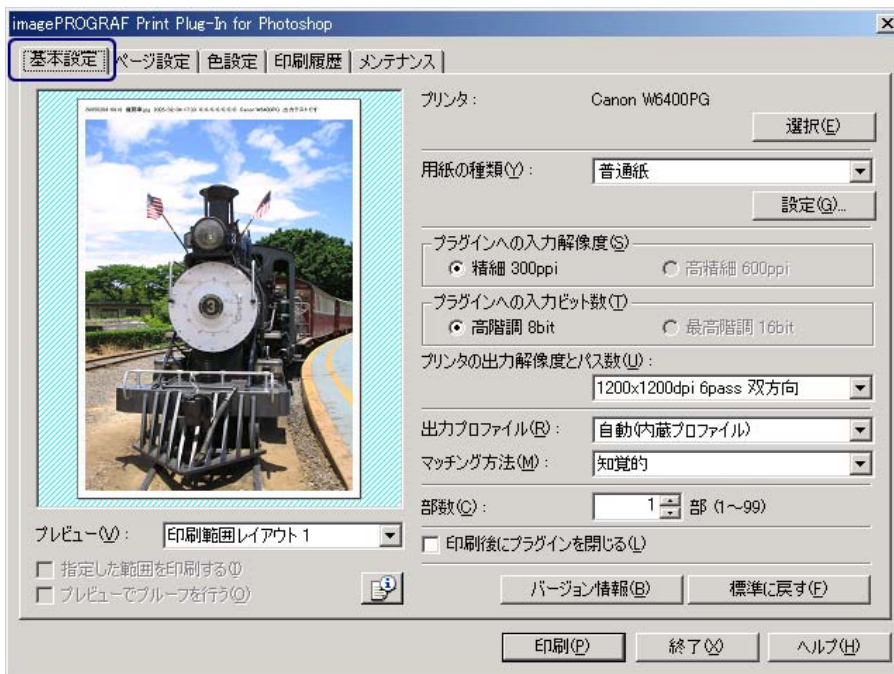 imagePROGRAF Print Plug-In for Photoshop
基本設定 ページ設定 色設定 印刷履歴 メンテナンス
プリンタ： Canon W6400PG
選択(E)
用紙の種類(Y)： 普通紙
設定(G)...
プラグインへの入力解像度(S)
精細 300ppi 高精細 600ppi
プラグインへの入力ビット数(T)
高階調 8bit 最高階調 16bit
プリンタの出力解像度とパス数(U)：
1200x1200dpi 6pass 双方向
出力プロファイル(R)： 自動(内蔵プロファイル)
マッチング方法(M)： 知覚的
部数(C)： 1 部 (1～99)
印刷後にプラグインを閉じる(L)
3
プレビュー(V)： 印刷範囲レイアウト 1
指定した範囲を印刷する(I)
プレビューでプルーフを行う(O)
バージョン情報(B) 標準に戻す(F)
印刷(P) 終了(X) ヘルプ(H)